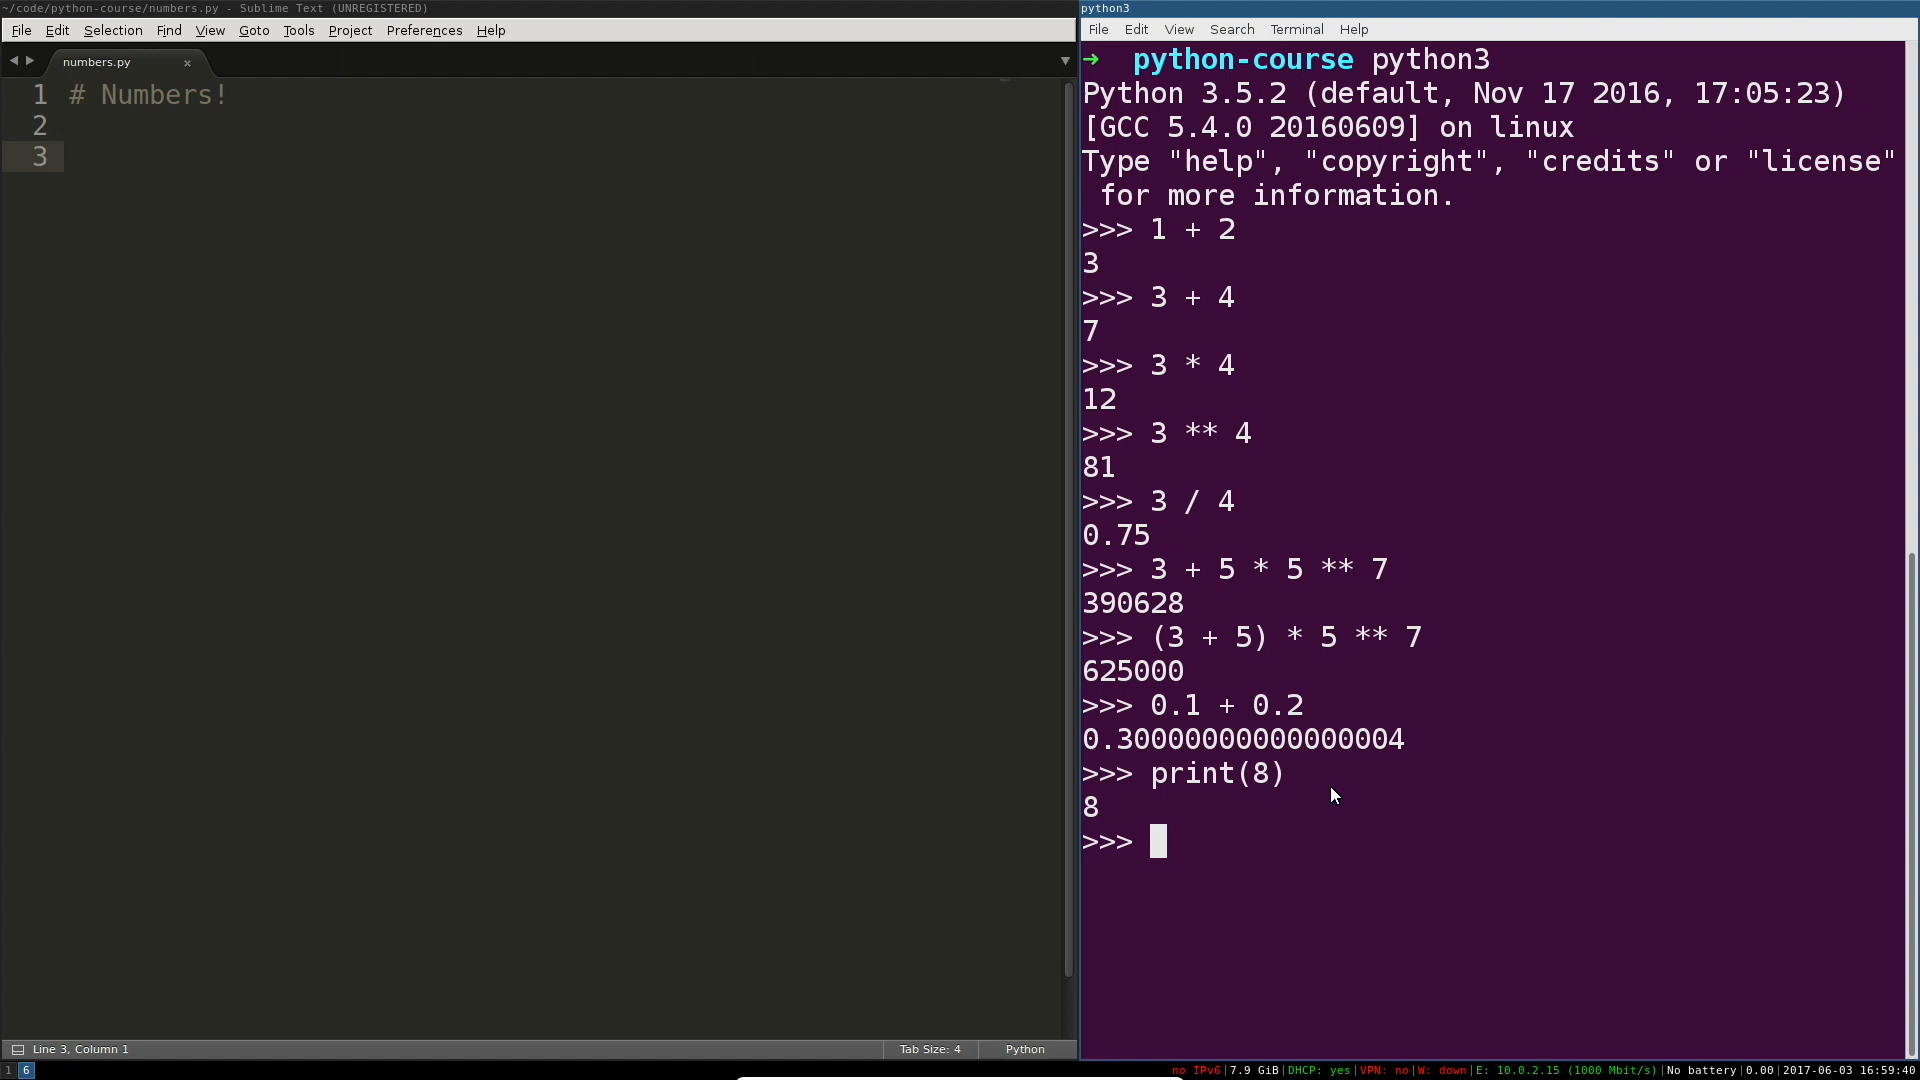 ~/code/python-course/numbers.py - Sublime Text (UNREGISTERED)
File Edit Selection Find View Goto Tools Project Preferences Help
numbers.py ×
1 # Numbers!
2
3
Line 3, Column 1 Tab Size: 4 Python
python3
File Edit View Search Terminal Help
➜ python-course python3
Python 3.5.2 (default, Nov 17 2016, 17:05:23)
[GCC 5.4.0 20160609] on linux
Type "help", "copyright", "credits" or "license"
for more information.
>>> 1 + 2
3
>>> 3 + 4
7
>>> 3 * 4
12
>>> 3 ** 4
81
>>> 3 / 4
0.75
>>> 3 + 5 * 5 ** 7
390628
>>> (3 + 5) * 5 ** 7
625000
>>> 0.1 + 0.2
0.30000000000000004
>>> print(8)
8
>>>
1 6
no IPv6|7.9 GiB|DHCP: yes|VPN: no|W: down|E: 10.0.2.15 (1000 Mbit/s)|No battery|0.00|2017-06-03 16:59:40